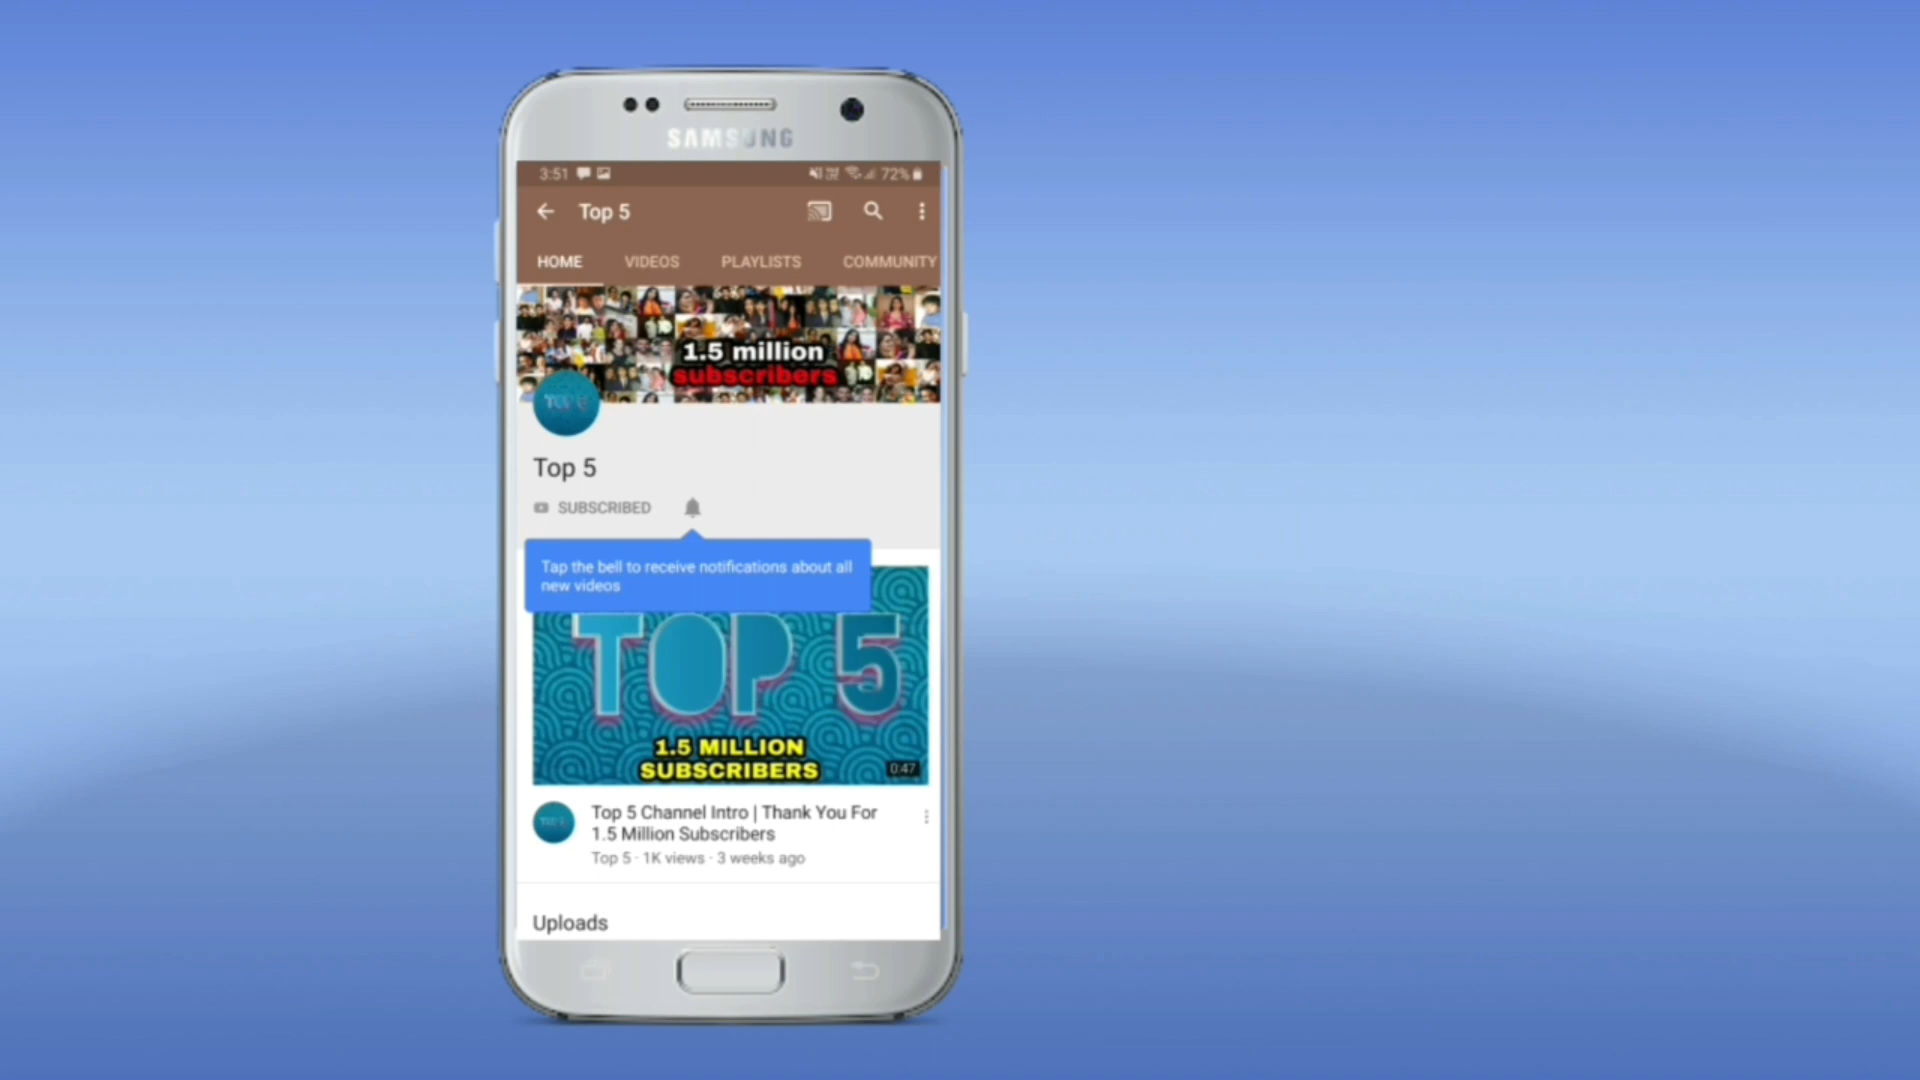 SAMSUNG
3:51 72%
Top 5
HOME VIDEOS PLAYLISTS COMMUNITY
1.5 million
subscribers
TOP 5
Top 5
SUBSCRIBED
Tap the bell to receive notifications about all
new videos
TOP 5
1.5 MILLION
SUBSCRIBERS
0:47
Top 5 Channel Intro | Thank You For
1.5 Million Subscribers
Top 5 · 1K views · 3 weeks ago
Uploads